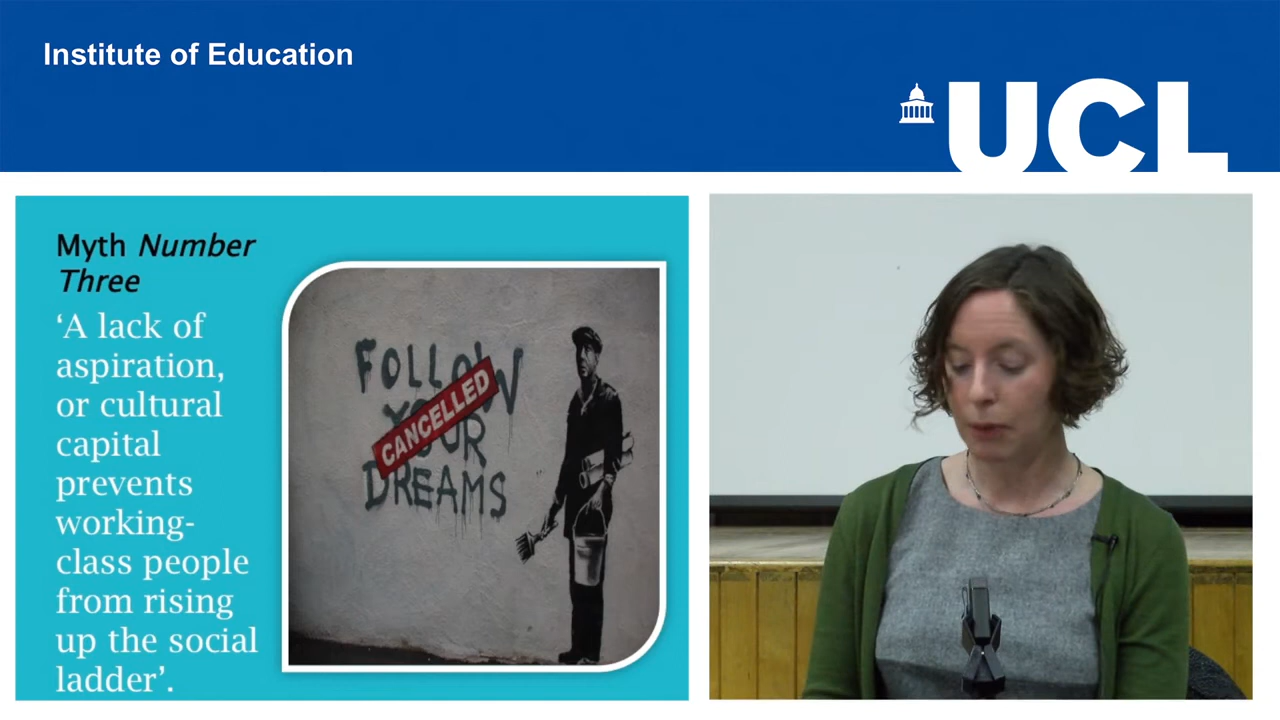 Institute of Education
UCL
Myth Number
Three
‘A lack of
aspiration,
or cultural
capital
prevents
working-
class people
from rising
up the social
ladder’.
FOLLOW
YOUR
CANCELLED
DREAMS